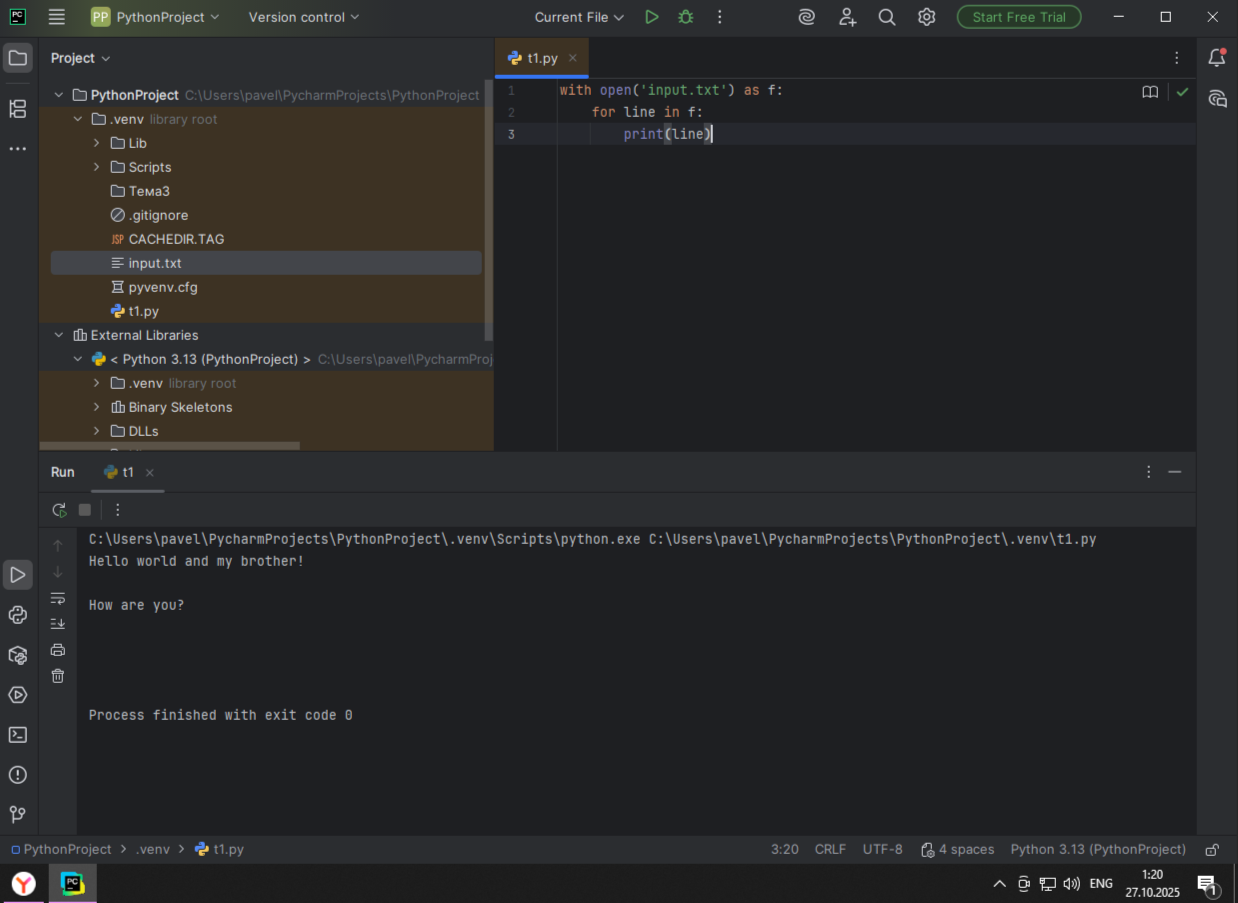 PP PythonProject Version control Current File Start Free Trial
Project
PythonProject C:\Users\pavel\PycharmProjects\PythonProject
.venv library root
Lib
Scripts
Тема3
.gitignore
JSP CACHEDIR.TAG
input.txt
pyvenv.cfg
t1.py
External Libraries
< Python 3.13 (PythonProject) > C:\Users\pavel\PycharmProj
.venv library root
Binary Skeletons
DLLs
t1.py
1 with open('input.txt') as f:
2 for line in f:
3 print(line)
Run t1
C:\Users\pavel\PycharmProjects\PythonProject\.venv\Scripts\python.exe C:\Users\pavel\PycharmProjects\PythonProject\.venv\t1.py
Hello world and my brother!
How are you?
Process finished with exit code 0
PythonProject > .venv > t1.py 3:20 CRLF UTF-8 4 spaces Python 3.13 (PythonProject)
Y PC ENG 1:20
27.10.2025 1